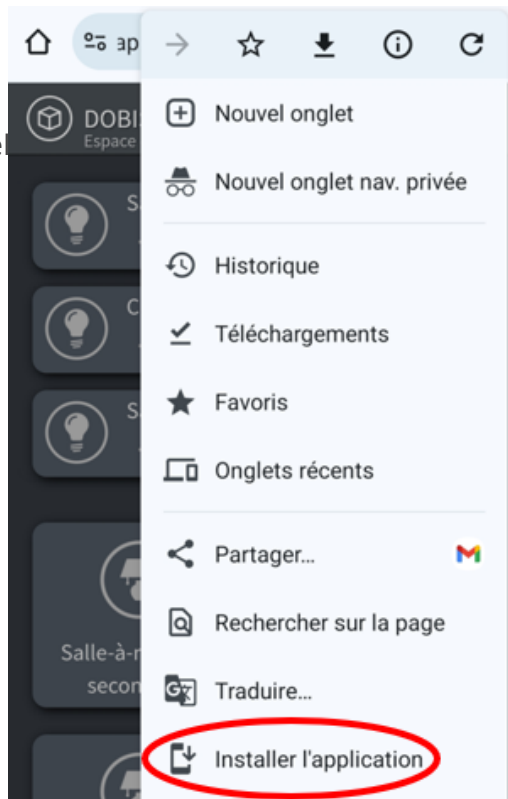 ap
DOBI
Espace
Nouvel onglet
Nouvel onglet nav. privée
Historique
Téléchargements
Favoris
Onglets récents
Partager...
Rechercher sur la page
Traduire...
Installer l'application
Salle-à-
secon